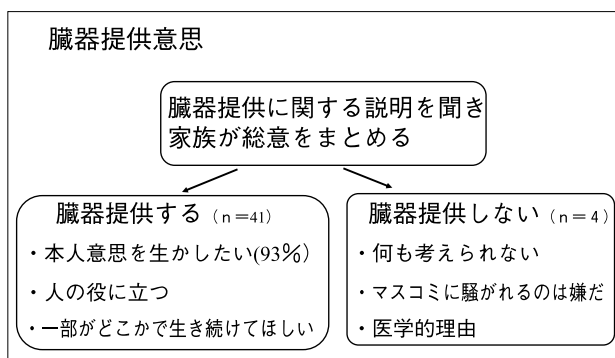 臓器提供意思
臓器提供に関する説明を聞き
家族が総意をまとめる
臓器提供する（n=41）
・本人意思を生かしたい(93%)
・人の役に立つ
・一部がどこかで生き続けてほしい
臓器提供しない（n=4）
・何も考えられない
・マスコミに騒がれるのは嫌だ
・医学的理由